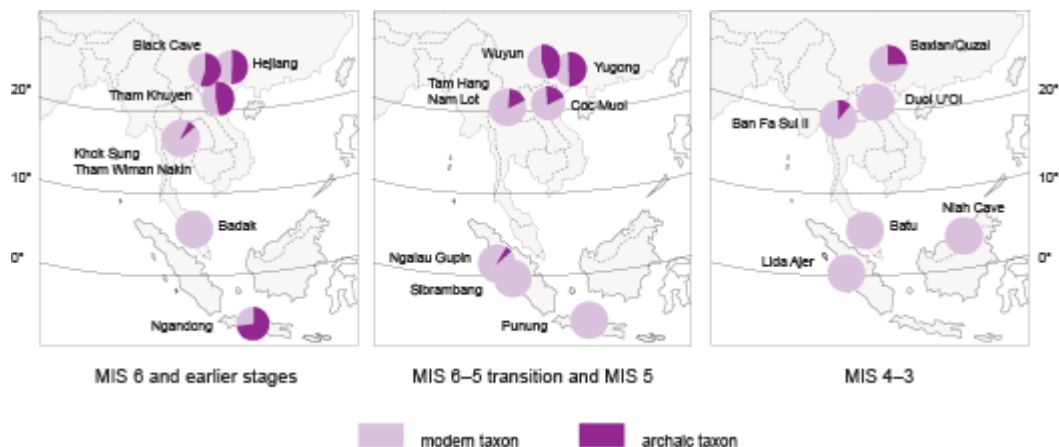 Black Cave
Hejiang
Tham Khuyen
20°
Khok Sung
Tham Wiman Nakin
10°
Badak
0°
Ngandong
MIS 6 and earlier stages
Wuyun
Yugong
Tam Hang
Nam Lot
Coc Muoi
Ngalau Gupin
Sibrambang
Punung
MIS 6–5 transition and MIS 5
Baxian/Quzai
20°
Duoi U'Oi
Ban Fa Sui II
10°
Niah Cave
Batu
0°
Lida Ajer
MIS 4–3
modern taxon
archaic taxon